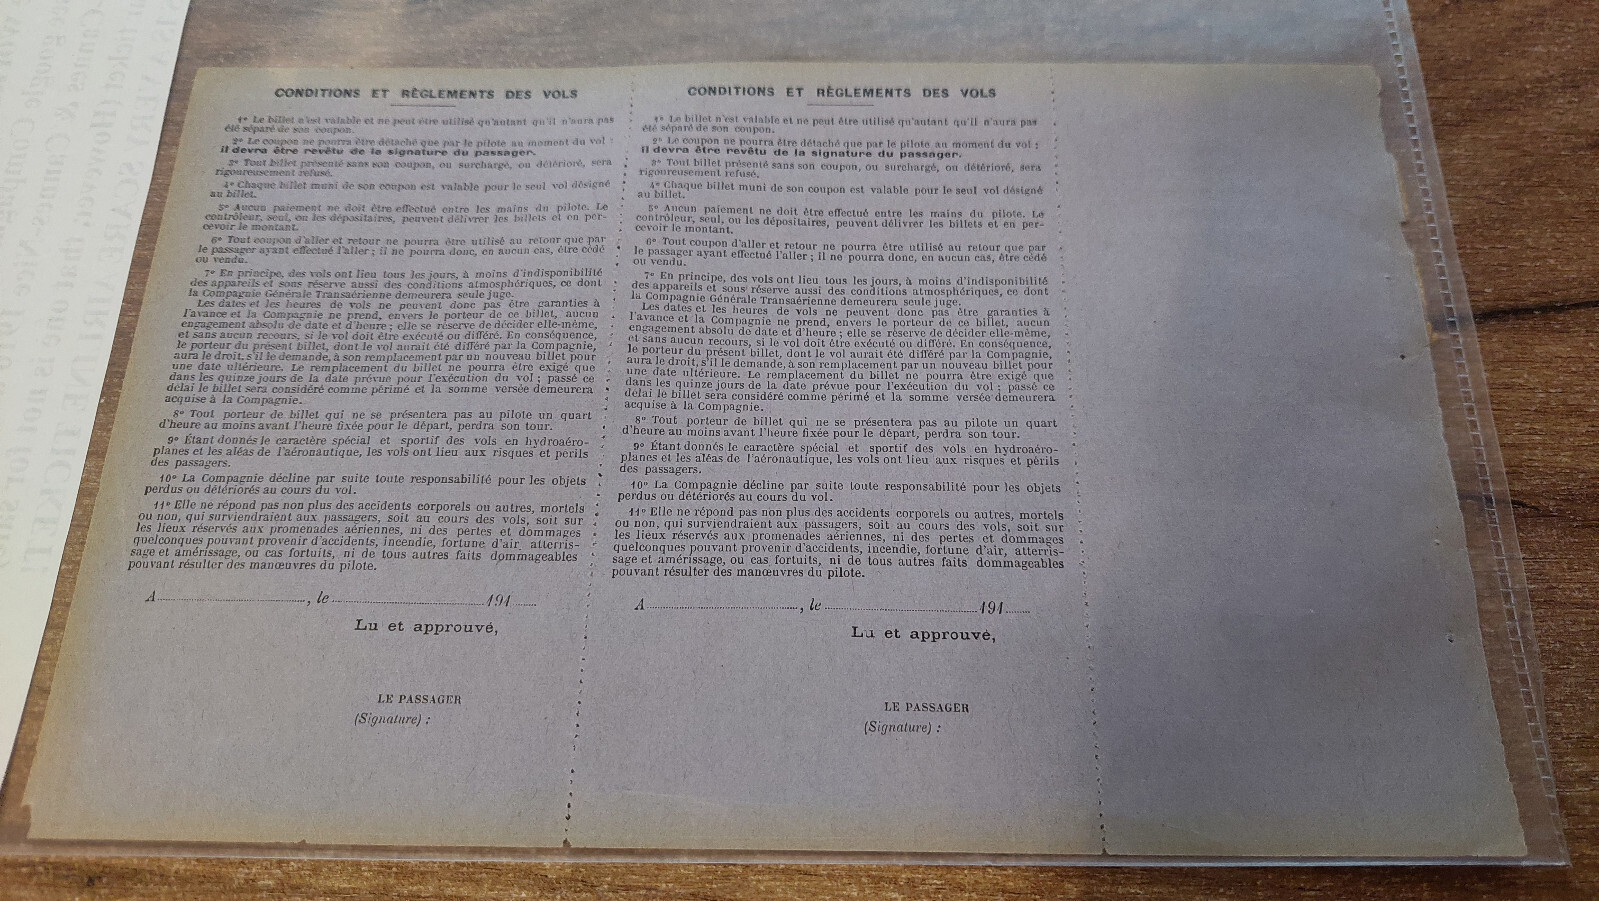 CONDITIONS ET RÈGLEMENTS DES VOLS
1º Le billet n'est valable et ne peut être utilisé qu'autant qu'il n'aura pas
été séparé de son coupon.
2º Le coupon ne pourra être détaché que par le pilote au moment du vol :
il devra être revêtu de la signature du passager.
3º Tout billet présenté sans son coupon, ou surchargé, ou détérioré, sera
rigoureusement refusé.
4º Chaque billet muni de son coupon est valable pour le seul vol désigné
au billet.
5º Aucun paiement ne doit être effectué entre les mains du pilote. Le
contrôleur, seul, ou les dépositaires, peuvent délivrer les billets et en per-
cevoir le montant.
6º Tout coupon d'aller et retour ne pourra être utilisé au retour que par
le passager ayant effectué l'aller ; il ne pourra donc, en aucun cas, être cédé
ou vendu.
7º En principe, des vols ont lieu tous les jours, à moins d'indisponibilité
des appareils et sous réserve aussi des conditions atmosphériques, ce dont
la Compagnie Générale Transaérienne demeurera seule juge.
Les dates et les heures de vols ne peuvent donc pas être garanties à
l'avance et la Compagnie ne prend, envers le porteur de ce billet, aucun
engagement absolu de date et d'heure ; elle se réserve de décider elle-même,
et sans aucun recours, si le vol doit être exécuté ou différé. En conséquence,
le porteur du présent billet, dont le vol aurait été différé par la Compagnie,
aura le droit, s'il le demande, à son remplacement par un nouveau billet pour
une date ultérieure. Le remplacement du billet ne pourra être exigé que
dans les quinze jours de la date prévue pour l'exécution du vol ; passé ce
délai le billet sera considéré comme périmé et la somme versée demeurera
acquise à la Compagnie.
8º Tout porteur de billet qui ne se présentera pas au pilote un quart
d'heure au moins avant l'heure fixée pour le départ, perdra son tour.
9º Étant donnés le caractère spécial et sportif des vols en hydroaéro-
planes et les aléas de l'aéronautique, les vols ont lieu aux risques et périls
des passagers.
10º La Compagnie décline par suite toute responsabilité pour les objets
perdus ou détériorés au cours du vol.
11º Elle ne répond pas non plus des accidents corporels ou autres, mortels
ou non, qui surviendraient aux passagers, soit au cours des vols, soit sur
les lieux réservés aux promenades aériennes, ni des pertes et dommages
quelconques pouvant provenir d'accidents, incendie, fortune d'air, atterris-
sage et amérissage, ou cas fortuits, ni de tous autres faits dommageables
pouvant résulter des manœuvres du pilote.
A ............, le ............ 191......
Lu et approuvé,
LE PASSAGER
(Signature) :
CONDITIONS ET RÈGLEMENTS DES VOLS
1º Le billet n'est valable et ne peut être utilisé qu'autant qu'il n'aura pas
été séparé de son coupon.
2º Le coupon ne pourra être détaché que par le pilote au moment du vol ;
il devra être revêtu de la signature du passager.
3º Tout billet présenté sans son coupon, ou surchargé, ou détérioré, sera
rigoureusement refusé.
4º Chaque billet muni de son coupon est valable pour le seul vol désigné
au billet.
5º Aucun paiement ne doit être effectué entre les mains du pilote. Le
contrôleur, seul, ou les dépositaires, peuvent délivrer les billets et en per-
cevoir le montant.
6º Tout coupon d'aller et retour ne pourra être utilisé au retour que par
le passager ayant effectué l'aller ; il ne pourra donc, en aucun cas, être cédé
ou vendu.
7º En principe, des vols ont lieu tous les jours, à moins d'indisponibilité
des appareils et sous réserve aussi des conditions atmosphériques, ce dont
la Compagnie Générale Transaérienne demeurera seule juge.
Les dates et les heures de vols ne peuvent donc pas être garanties à
l'avance et la Compagnie ne prend, envers le porteur de ce billet, aucun
engagement absolu de date et d'heure ; elle se réserve de décider elle-même,
et sans aucun recours, si le vol doit être exécuté ou différé. En conséquence,
le porteur du présent billet, dont le vol aurait été différé par la Compagnie,
aura le droit, s'il le demande, à son remplacement par un nouveau billet pour
une date ultérieure. Le remplacement du billet ne pourra être exigé que
dans les quinze jours de la date prévue pour l'exécution du vol ; passé ce
délai le billet sera considéré comme périmé et la somme versée demeurera
acquise à la Compagnie.
8º Tout porteur de billet qui ne se présentera pas au pilote un quart
d'heure au moins avant l'heure fixée pour le départ, perdra son tour.
9º Étant donnés le caractère spécial et sportif des vols en hydroaéro-
planes et les aléas de l'aéronautique, les vols ont lieu aux risques et périls
des passagers.
10º La Compagnie décline par suite toute responsabilité pour les objets
perdus ou détériorés au cours du vol.
11º Elle ne répond pas non plus des accidents corporels ou autres, mortels
ou non, qui surviendraient aux passagers, soit au cours des vols, soit sur
les lieux réservés aux promenades aériennes, ni des pertes et dommages
quelconques pouvant provenir d'accidents, incendie, fortune d'air, atterris-
sage et amérissage, ou cas fortuits, ni de tous autres faits dommageables
pouvant résulter des manœuvres du pilote.
A ............, le ............ 191......
Lu et approuvé,
LE PASSAGER
(Signature) :